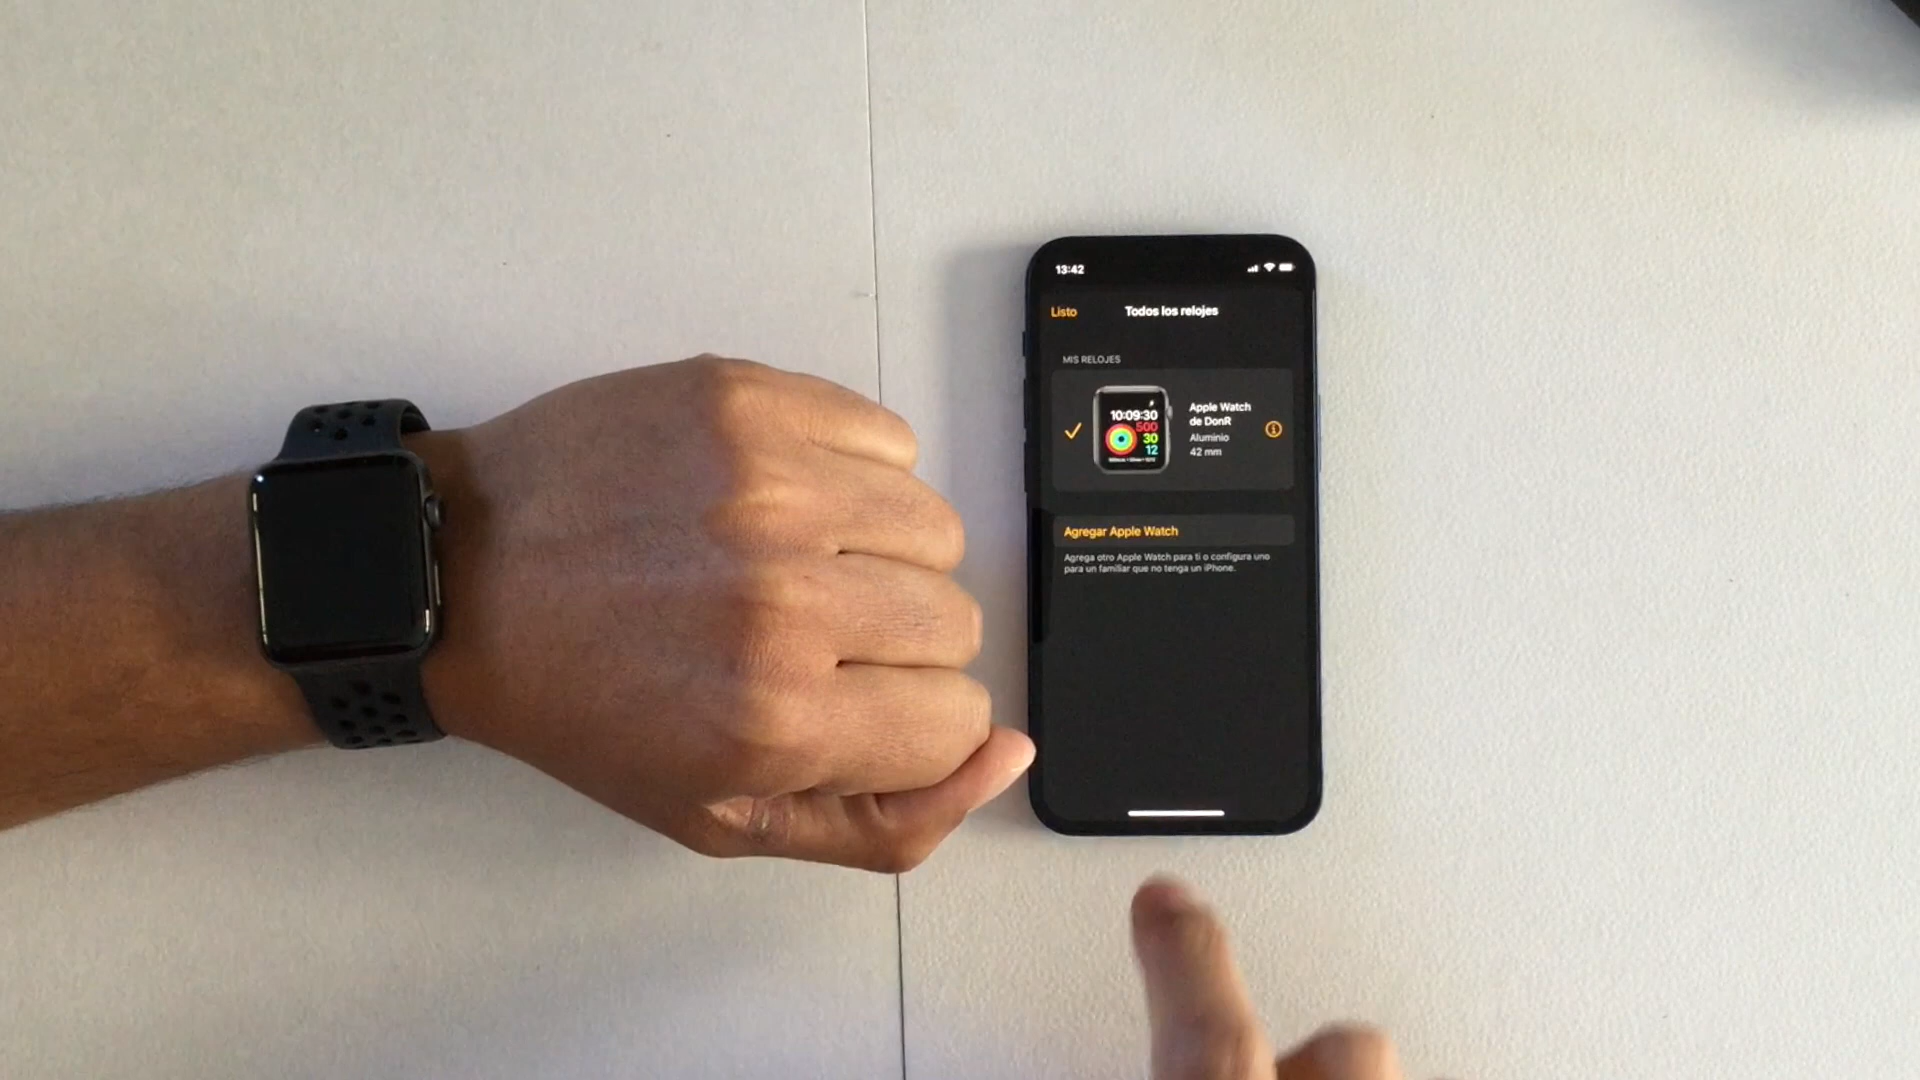 13:42
Listo
Todos los relojes
MIS RELOJES
10:09:30
500
30
12
Apple Watch
de DonR
Aluminio
42 mm
Agregar Apple Watch
Agrega otro Apple Watch para ti o configura uno
para un familiar que no tenga un iPhone.